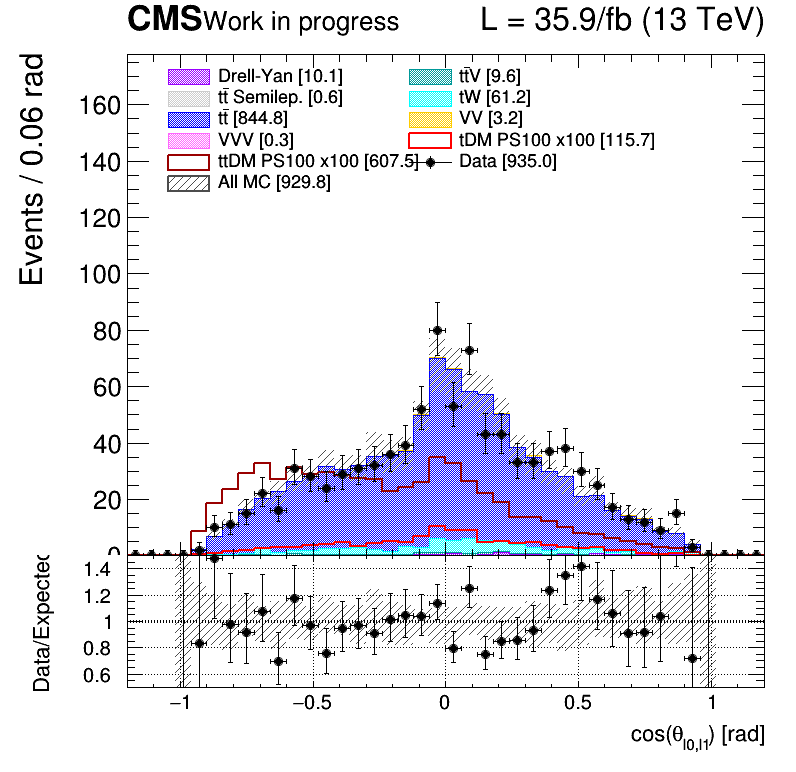 CMS Work in progress L = 35.9/fb (13 TeV)
Events / 0.06 rad
Drell-Yan [10.1] tt̄V [9.6]
tt̄ Semilep. [0.6] tW [61.2]
tt̄ [844.8] VV [3.2]
VVV [0.3] tDM PS100 x100 [115.7]
ttDM PS100 x100 [607.5] Data [935.0]
All MC [929.8]
160
140
120
100
80
60
40
20
0
Data/Expected
1.4
1.2
1
0.8
0.6
−1 −0.5 0 0.5 1
cos(θl0,l1) [rad]